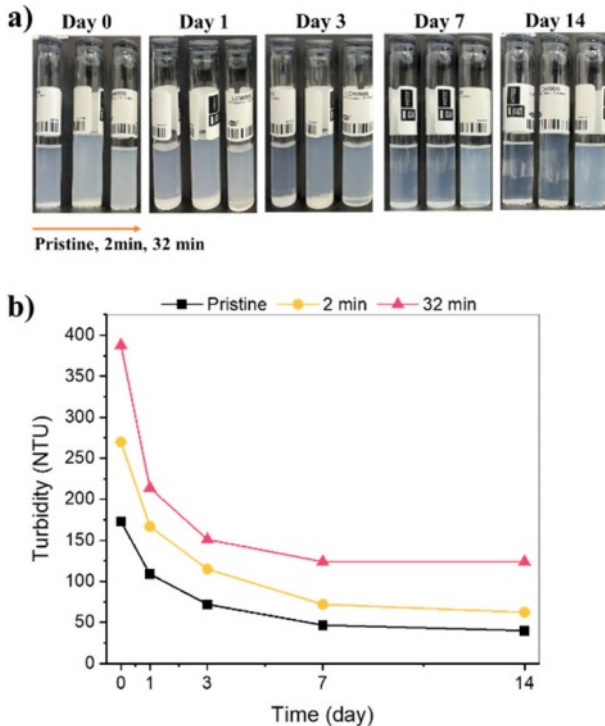 a)
Day 0 Day 1 Day 3 Day 7 Day 14
LCW906
Pristine, 2min, 32 min
b)
Pristine 2 min 32 min
400
350
300
250
200
150
100
50
0
Turbidity (NTU)
0 1 3 7 14
Time (day)